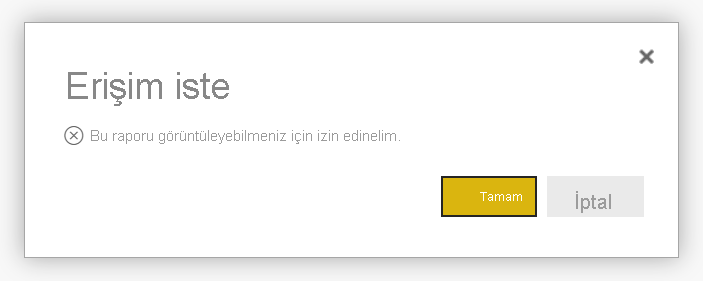 Erişim iste
Bu raporu görüntüleyebilmeniz için izin edinelim.
Tamam
İptal